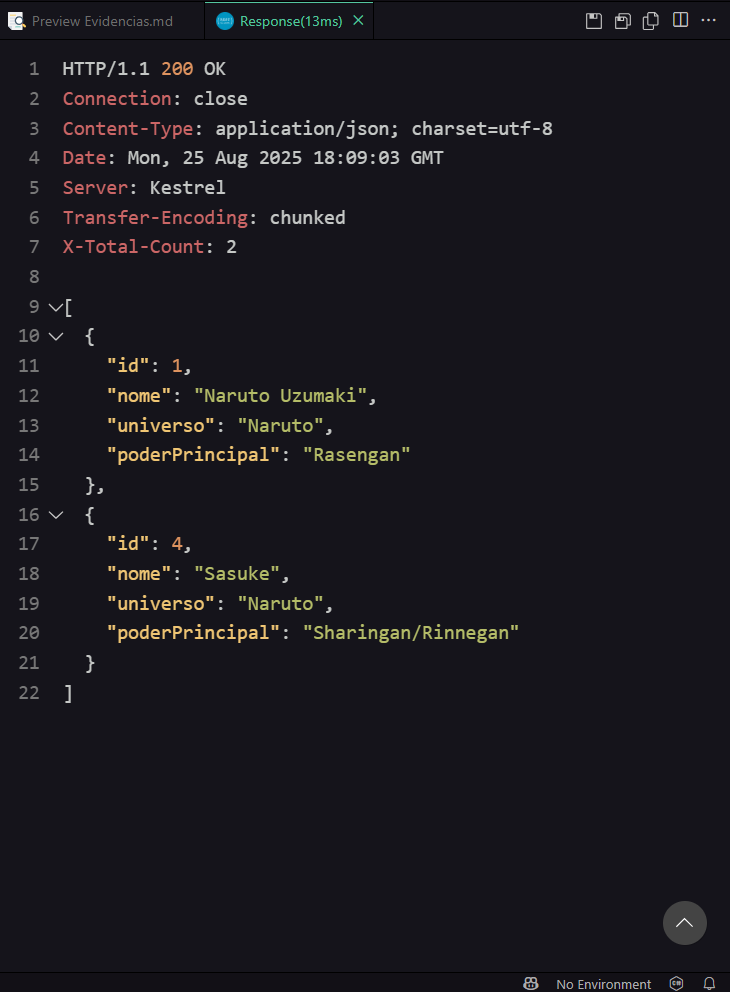 Preview Evidencias.md
Response(13ms)
1 HTTP/1.1 200 OK
2 Connection: close
3 Content-Type: application/json; charset=utf-8
4 Date: Mon, 25 Aug 2025 18:09:03 GMT
5 Server: Kestrel
6 Transfer-Encoding: chunked
7 X-Total-Count: 2
8
9 [
10 {
11 "id": 1,
12 "nome": "Naruto Uzumaki",
13 "universo": "Naruto",
14 "poderPrincipal": "Rasengan"
15 },
16 {
17 "id": 4,
18 "nome": "Sasuke",
19 "universo": "Naruto",
20 "poderPrincipal": "Sharingan/Rinnegan"
21 }
22 ]
No Environment